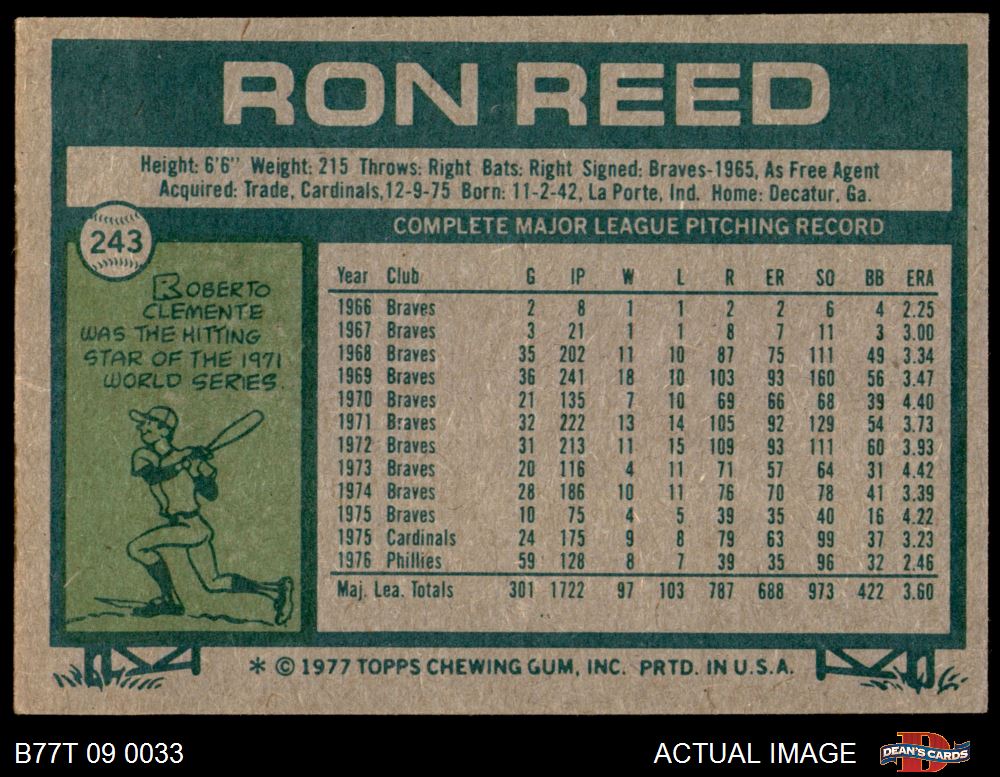 RON REED
Height: 6'6" Weight: 215 Throws: Right Bats: Right Signed: Braves-1965, As Free Agent
Acquired: Trade, Cardinals,12-9-75 Born: 11-2-42, La Porte, Ind. Home: Decatur, Ga.
243
ROBERTO
CLEMENTE
WAS THE HITTING
STAR OF THE 1971
WORLD SERIES.
COMPLETE MAJOR LEAGUE PITCHING RECORD
Year Club G IP W L R ER SO BB ERA
1966 Braves 2 8 1 1 2 2 6 4 2.25
1967 Braves 3 21 1 1 8 7 11 3 3.00
1968 Braves 35 202 11 10 87 75 111 49 3.34
1969 Braves 36 241 18 10 103 93 160 56 3.47
1970 Braves 21 135 7 10 69 66 68 39 4.40
1971 Braves 32 222 13 14 105 92 129 54 3.73
1972 Braves 31 213 11 15 109 93 111 60 3.93
1973 Braves 20 116 4 11 71 57 64 31 4.42
1974 Braves 28 186 10 11 76 70 78 41 3.39
1975 Braves 10 75 4 5 39 35 40 16 4.22
1975 Cardinals 24 175 9 8 79 63 99 37 3.23
1976 Phillies 59 128 8 7 39 35 96 32 2.46
Maj. Lea. Totals 301 1722 97 103 787 688 973 422 3.60
* © 1977 TOPPS CHEWING GUM, INC. PRTD. IN U.S.A.
B77T 09 0033
ACTUAL IMAGE
DEAN'S CARDS